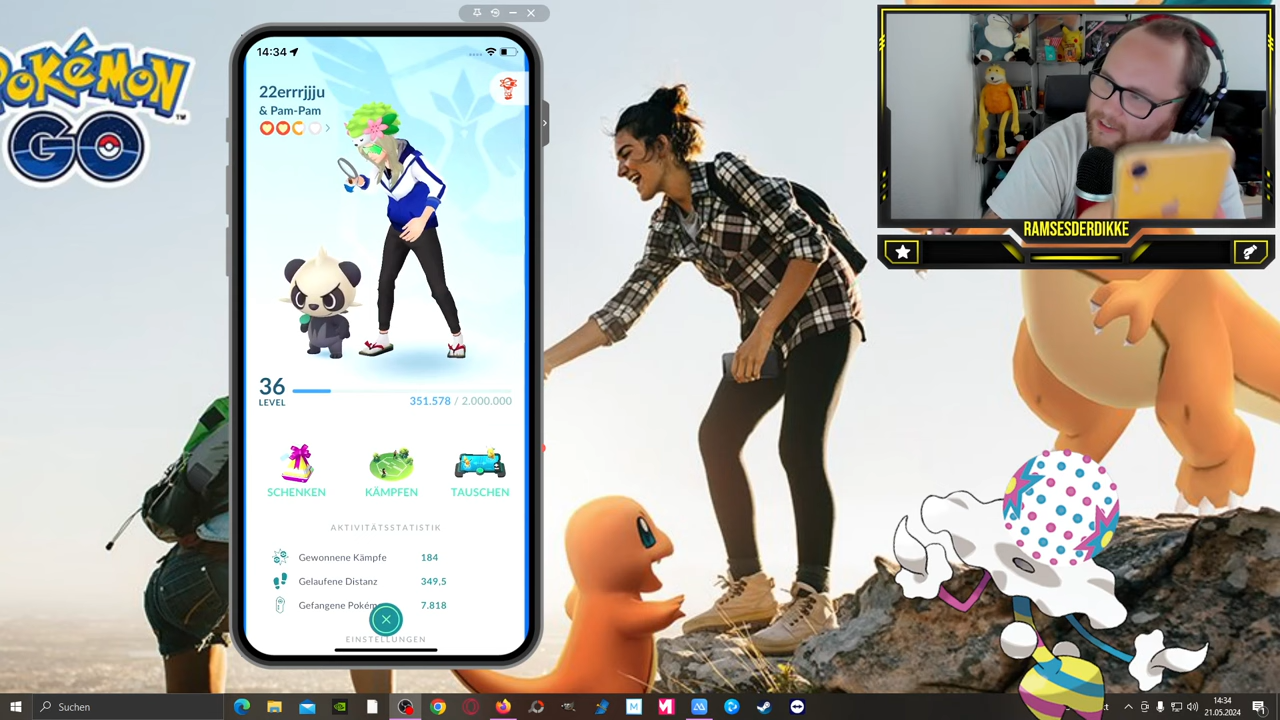 POKÉMON
GO
TM
14:34
22errrjjju
& Pam-Pam
36
LEVEL
351.578 / 2.000.000
SCHENKEN
KÄMPFEN
TAUSCHEN
AKTIVITÄTSSTATISTIK
Gewonnene Kämpfe 184
Gelaufene Distanz 349,5
Gefangene Pokém 7.818
EINSTELLUNGEN
RAMSESDERDIKKE
Suchen
14:34
21.05.2024